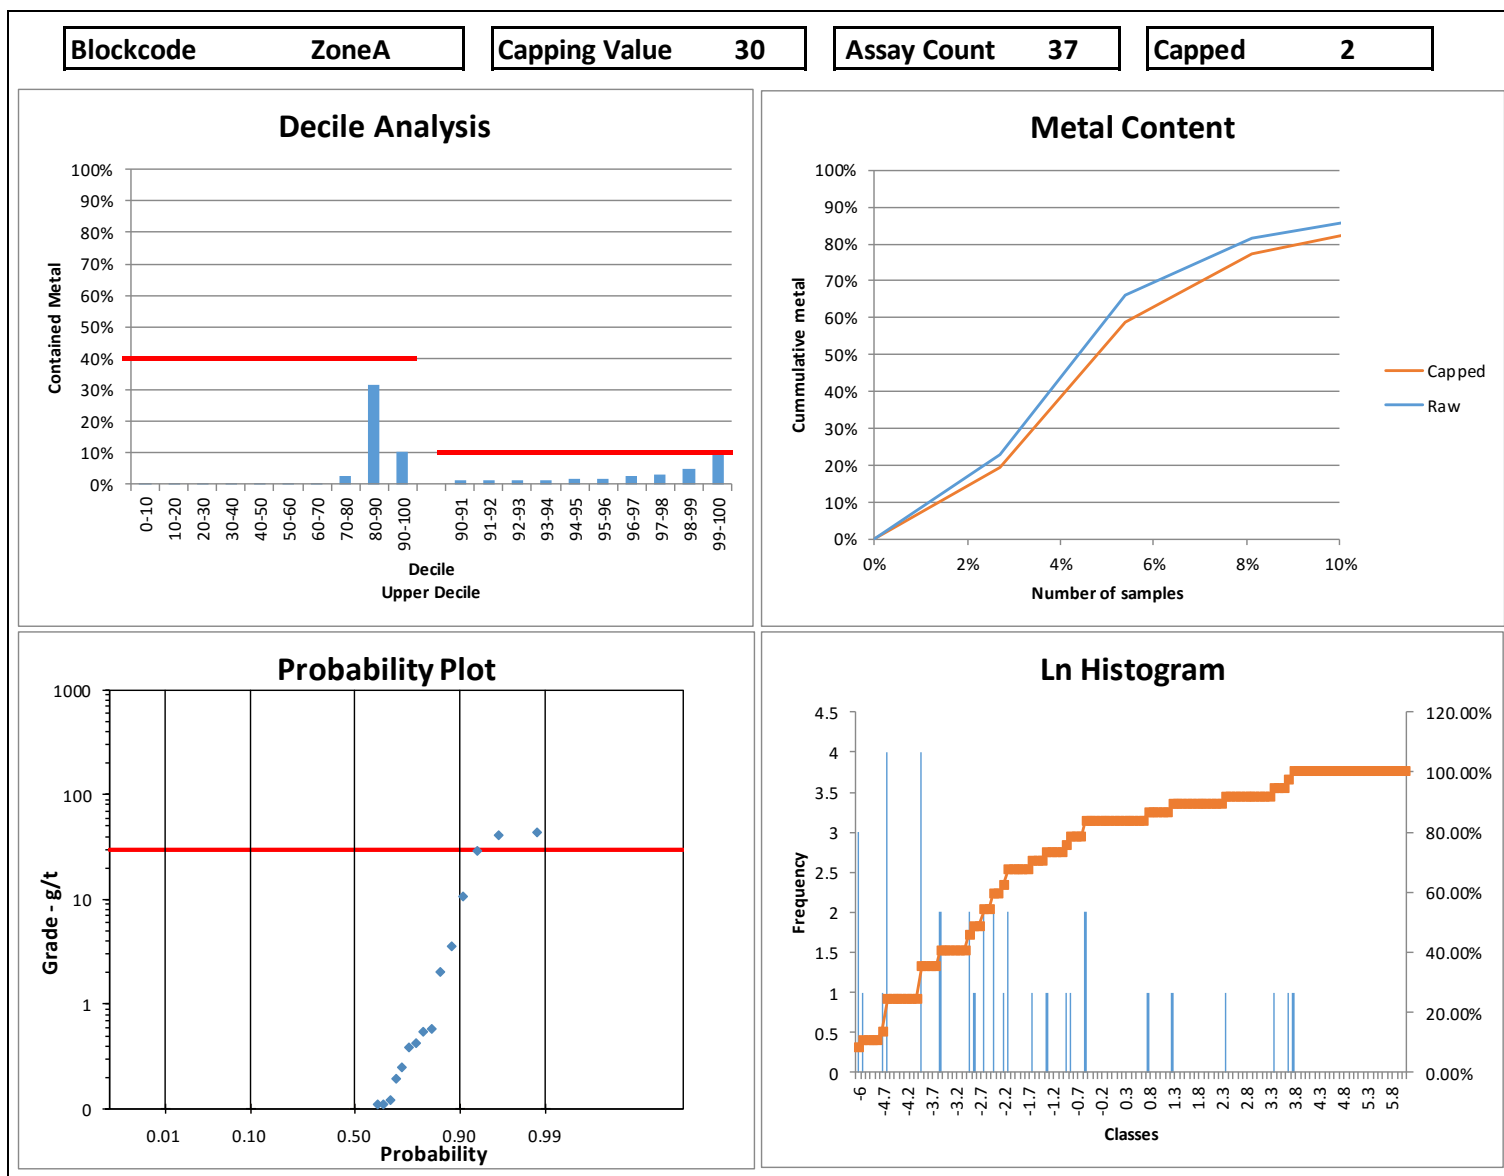 Blockcode ZoneA Capping Value 30 Assay Count 37 Capped 2
Decile Analysis
100%
90%
80%
70%
60%
50%
40%
30%
20%
10%
0%
Contained Metal
0-10 10-20 20-30 30-40 40-50 50-60 60-70 70-80 80-90 90-100 90-91 91-92 92-93 93-94 94-95 95-96 96-97 97-98 98-99 99-100
Decile
Upper Decile
Metal Content
100%
90%
80%
70%
60%
50%
40%
30%
20%
10%
0%
Cummulative metal
0% 2% 4% 6% 8% 10%
Number of samples
Capped
Raw
Probability Plot
1000
100
10
1
0
Grade - g/t
0.01 0.10 0.50 0.90 0.99
Probability
Ln Histogram
4.5
4
3.5
3
2.5
2
1.5
1
0.5
0
Frequency
120.00%
100.00%
80.00%
60.00%
40.00%
20.00%
0.00%
-6 -4.7 -4.2 -3.7 -3.2 -2.7 -2.2 -1.7 -1.2 -0.7 -0.2 0.3 0.8 1.3 1.8 2.3 2.8 3.3 3.8 4.3 4.8 5.3 5.8
Classes